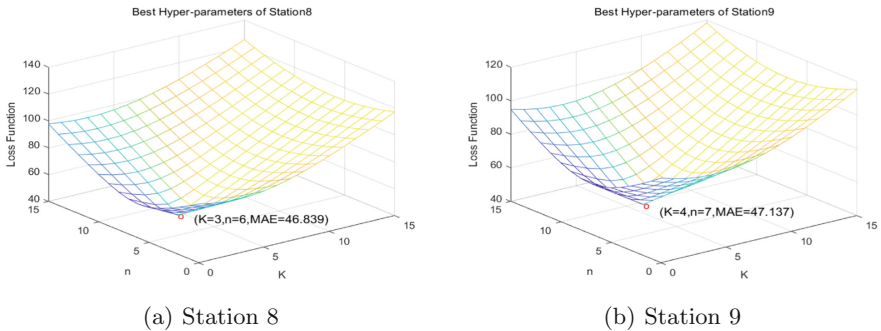 Best Hyper-parameters of Station8
140
120
100
80
60
40
Loss Function
15
10
5
0
n
0
5
10
15
K
(K=3,n=6,MAE=46.839)
(a) Station 8
Best Hyper-parameters of Station9
120
100
80
60
40
Loss Function
15
10
5
0
n
0
5
10
15
K
(K=4,n=7,MAE=47.137)
(b) Station 9